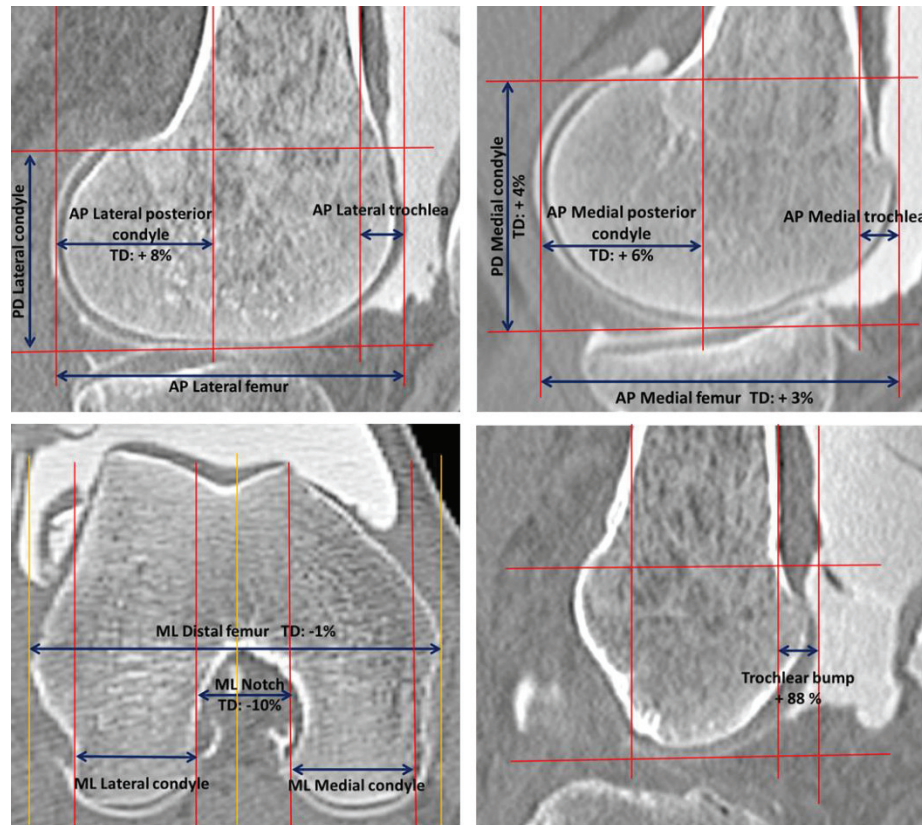 PD Lateral condyle
AP Lateral posterior
condyle
TD: + 8%
AP Lateral trochlea
AP Lateral femur
PD Medial condyle
TD: + 4%
AP Medial posterior
condyle
TD: + 6%
AP Medial trochlea
AP Medial femur TD: + 3%
ML Distal femur TD: -1%
ML Notch
TD: -10%
ML Lateral condyle
ML Medial condyle
Trochlear bump
+ 88 %